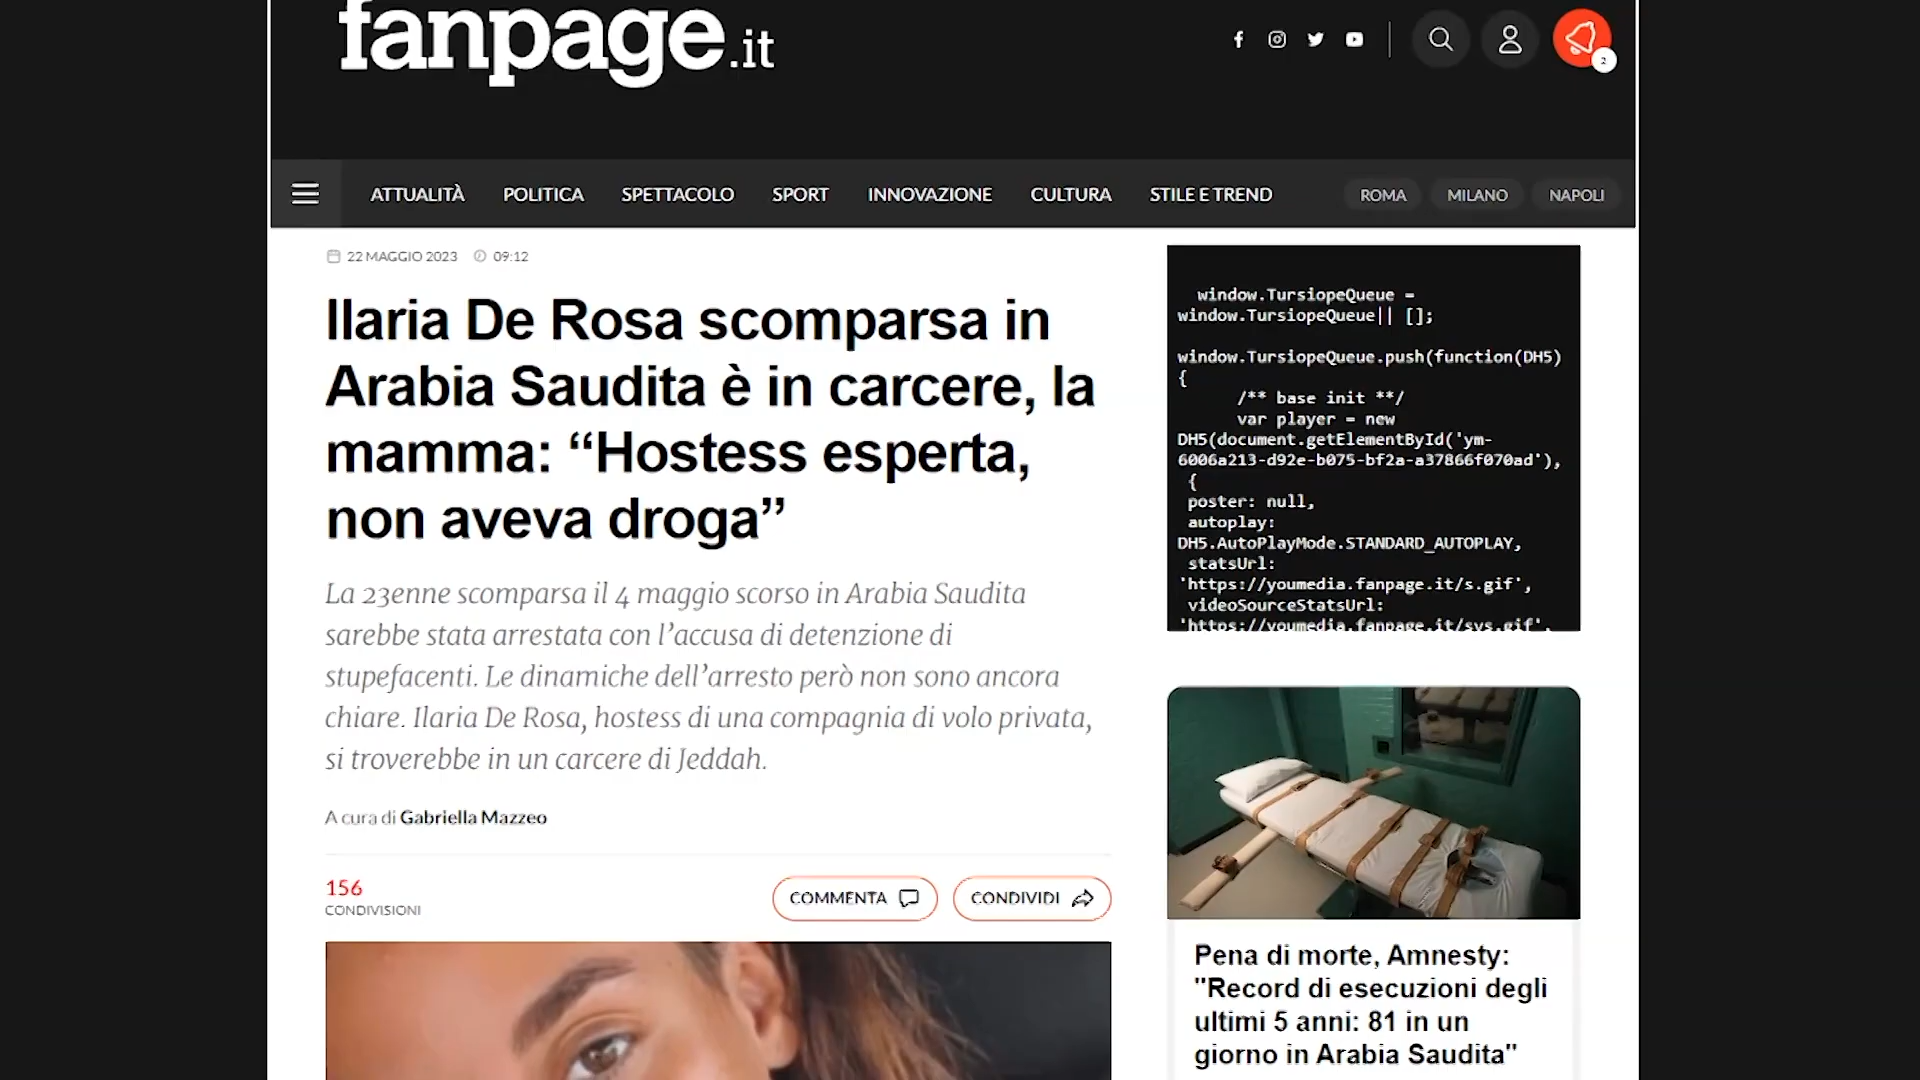 fanpage.it
2
ATTUALITÀ POLITICA SPETTACOLO SPORT INNOVAZIONE CULTURA STILE E TREND ROMA MILANO NAPOLI
22 MAGGIO 2023 09:12
Ilaria De Rosa scomparsa in
Arabia Saudita è in carcere, la
mamma: “Hostess esperta,
non aveva droga”
La 23enne scomparsa il 4 maggio scorso in Arabia Saudita
sarebbe stata arrestata con l’accusa di detenzione di
stupefacenti. Le dinamiche dell’arresto però non sono ancora
chiare. Ilaria De Rosa, hostess di una compagnia di volo privata,
si troverebbe in un carcere di Jeddah.
A cura di Gabriella Mazzeo
156
CONDIVISIONI
COMMENTA
CONDIVIDI
window.TursiopeQueue =
window.TursiopeQueue|| [];
window.TursiopeQueue.push(function(DH5)
{
/** base init **/
var player = new
DH5(document.getElementById('ym-
6006a213-d92e-b075-bf2a-a37866f070ad'),
{
poster: null,
autoplay:
DH5.AutoPlayMode.STANDARD_AUTOPLAY,
statsUrl:
'https://youmedia.fanpage.it/s.gif',
videoSourceStatsUrl:
'https://youmedia.fanpage.it/svs.gif',
Pena di morte, Amnesty:
"Record di esecuzioni degli
ultimi 5 anni: 81 in un
giorno in Arabia Saudita"